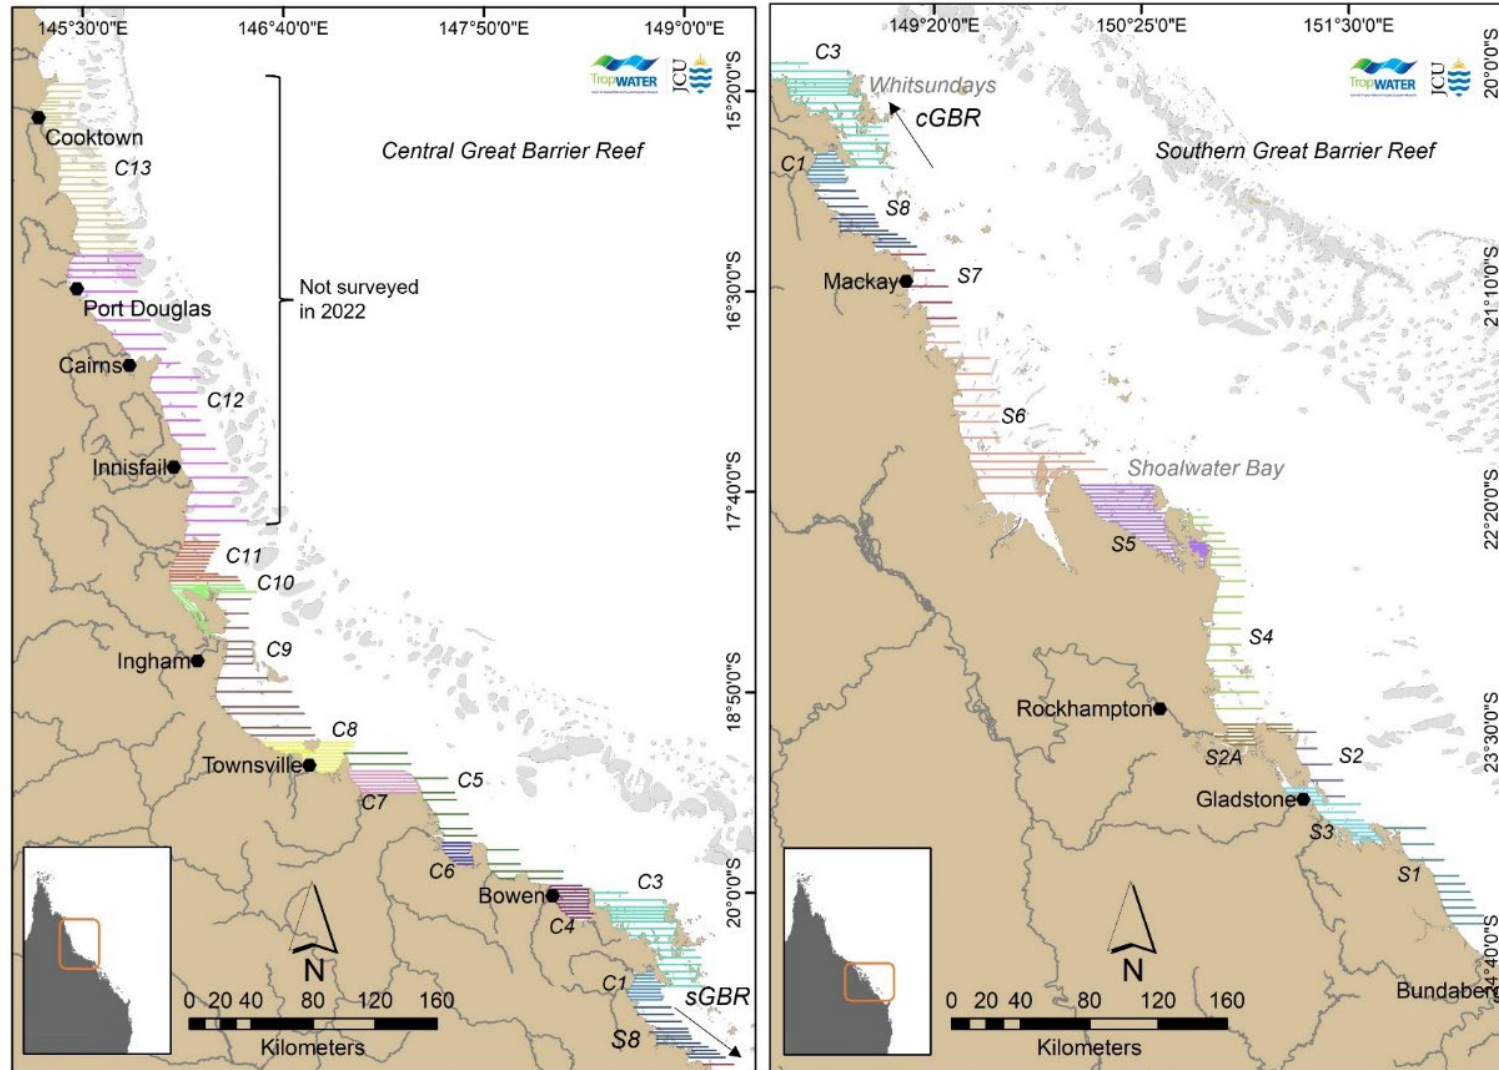 145°30'0"E
146°40'0"E
147°50'0"E
149°0'0"E
TropWATER
JCU
15°20'0"S
Cooktown
C13
Central Great Barrier Reef
Not surveyed
in 2022
Port Douglas
16°30'0"S
Cairns
C12
Innisfail
17°40'0"S
C11
C10
Ingham
C9
18°50'0"S
C8
Townsville
C5
C7
C6
Bowen
C3
20°0'0"S
C4
C1
sGBR
S8
N
0 20 40 80 120 160
Kilometers
149°20'0"E
150°25'0"E
151°30'0"E
C3
Whitsundays
TropWATER
JCU
20°0'0"S
cGBR
Southern Great Barrier Reef
C1
S8
S7
Mackay
21°10'0"S
S6
Shoalwater Bay
22°20'0"S
S5
S4
Rockhampton
S2A
S2
23°30'0"S
Gladstone
S3
S1
N
24°40'0"S
Bundaberg
0 20 40 80 120 160
Kilometers